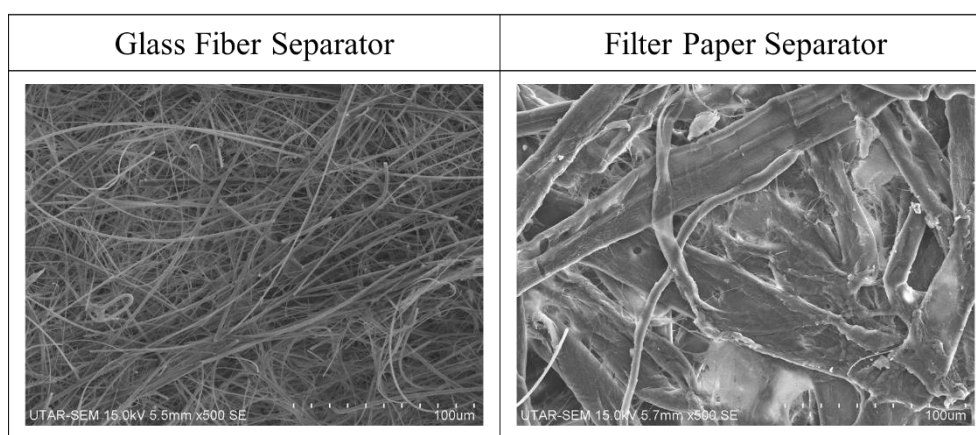 Glass Fiber Separator
Filter Paper Separator
UTAR-SEM 15.0kV 5.5mm x500 SE 100um
UTAR-SEM 15.0kV 5.7mm x500 SE 100um